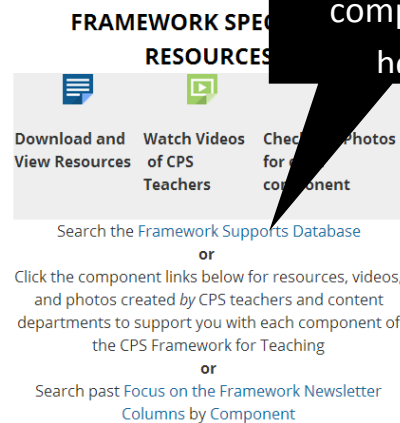 comp
FRAMEWORK SPEC
RESOURCES
ho
Download and Watch Videos Photos
View Resources of CPS for
Teachers
Search the Framework Supports Database
or
Click the component links below for resources, videos,
and photos created by CPS teachers and content
departments to support you with each component of
the CPS Framework for Teaching
or
Search past Focus on the Framework Newsletter
Columns by Component